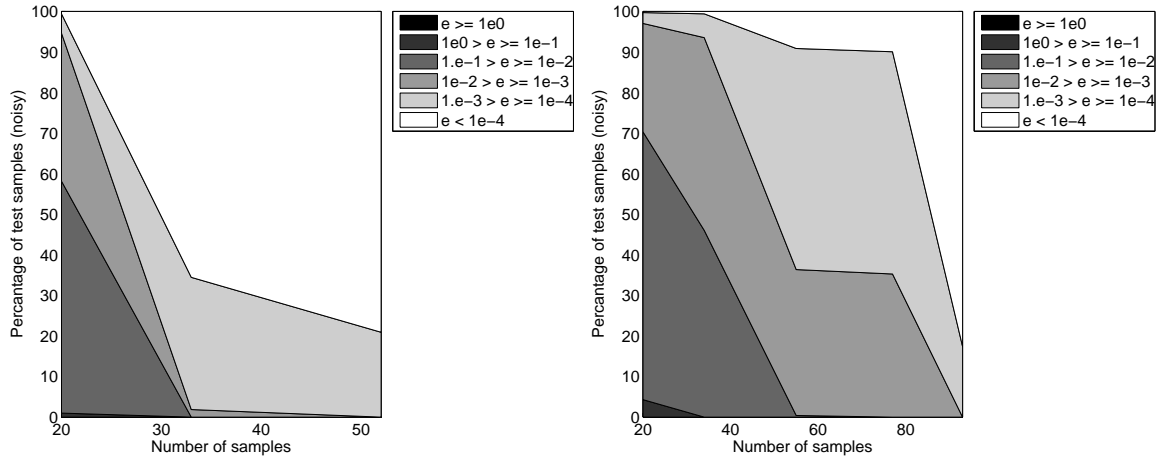 100
90
80
70
60
50
40
30
20
10
0
Percantage of test samples (noisy)
20 30 40 50
Number of samples
e >= 1e0
1e0 > e >= 1e−1
1.e−1 > e >= 1e−2
1e−2 > e >= 1e−3
1.e−3 > e >= 1e−4
e < 1e−4
100
90
80
70
60
50
40
30
20
10
0
Percantage of test samples (noisy)
20 40 60 80
Number of samples
e >= 1e0
1e0 > e >= 1e−1
1.e−1 > e >= 1e−2
1e−2 > e >= 1e−3
1.e−3 > e >= 1e−4
e < 1e−4